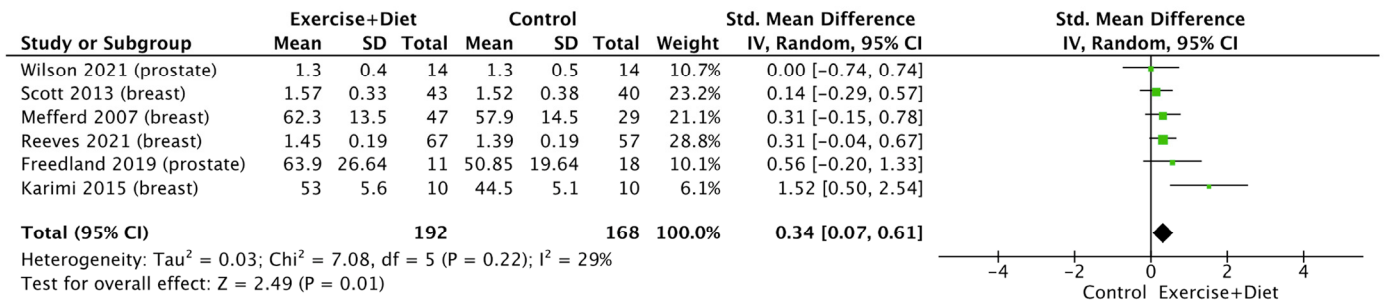 Exercise+Diet Control Std. Mean Difference Std. Mean Difference
Study or Subgroup Mean SD Total Mean SD Total Weight IV, Random, 95% CI IV, Random, 95% CI
Wilson 2021 (prostate) 1.3 0.4 14 1.3 0.5 14 10.7% 0.00 [−0.74, 0.74]
Scott 2013 (breast) 1.57 0.33 43 1.52 0.38 40 23.2% 0.14 [−0.29, 0.57]
Mefferd 2007 (breast) 62.3 13.5 47 57.9 14.5 29 21.1% 0.31 [−0.15, 0.78]
Reeves 2021 (breast) 1.45 0.19 67 1.39 0.19 57 28.8% 0.31 [−0.04, 0.67]
Freedland 2019 (prostate) 63.9 26.64 11 50.85 19.64 18 10.1% 0.56 [−0.20, 1.33]
Karimi 2015 (breast) 53 5.6 10 44.5 5.1 10 6.1% 1.52 [0.50, 2.54]
Total (95% CI) 192 168 100.0% 0.34 [0.07, 0.61]
Heterogeneity: Tau² = 0.03; Chi² = 7.08, df = 5 (P = 0.22); I² = 29%
Test for overall effect: Z = 2.49 (P = 0.01)
−4 −2 0 2 4
Control Exercise+Diet